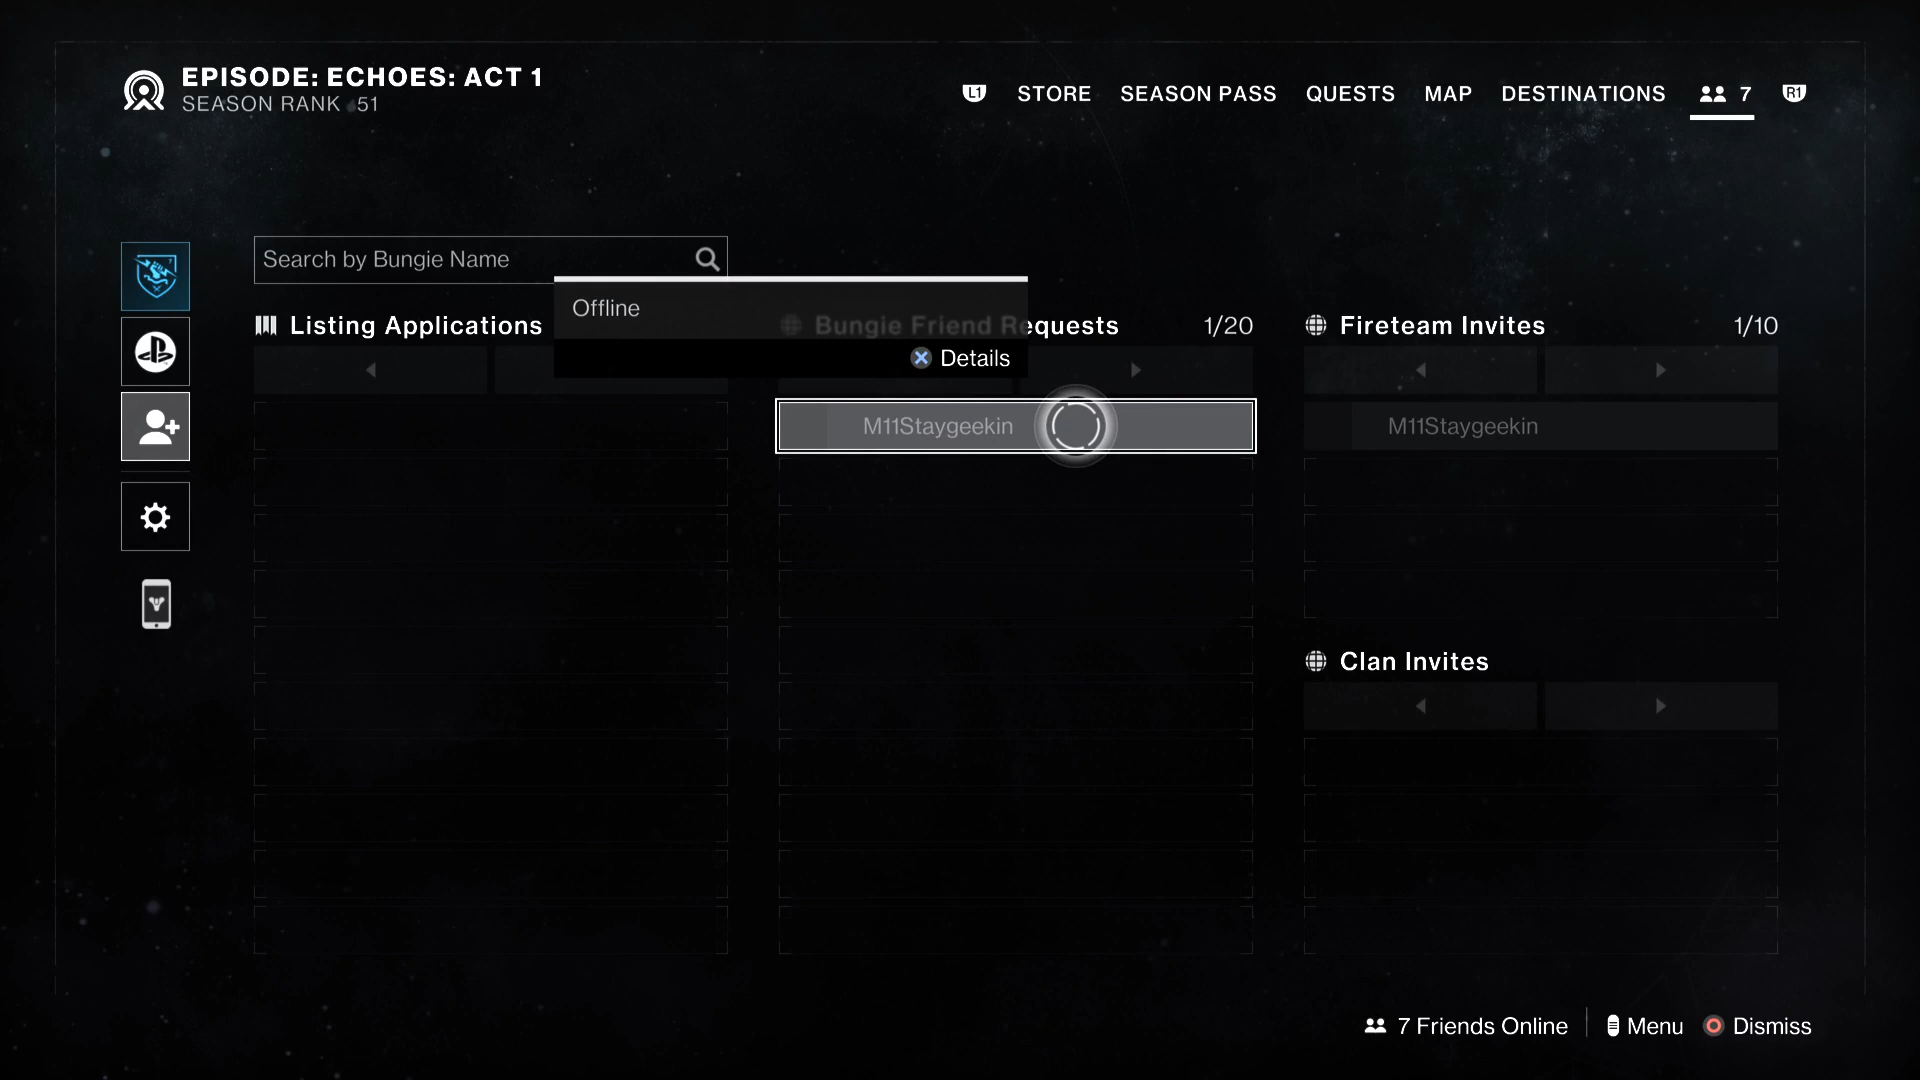 EPISODE: ECHOES: ACT 1
SEASON RANK 51
L1 STORE SEASON PASS QUESTS MAP DESTINATIONS 7 R1
Search by Bungie Name
Offline
Details
Listing Applications
Bungie Friend Requests 1/20
Fireteam Invites 1/10
M11Staygeekin
M11Staygeekin
Clan Invites
7 Friends Online
Menu
Dismiss